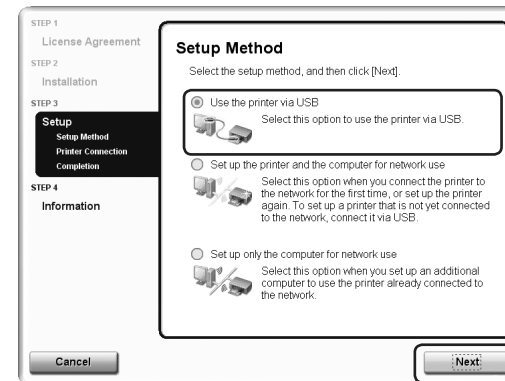 STEP 1
License Agreement
STEP 2
Installation
STEP 3
Setup
Setup Method
Printer Connection
Completion
STEP 4
Information
Setup Method
Select the setup method, and then click [Next].
Use the printer via USB
Select this option to use the printer via USB.
Set up the printer and the computer for network use
Select this option when you connect the printer to
the network for the first time, or set up the printer
again. To set up a printer that is not yet connected
to the network, connect it via USB.
Set up only the computer for network use
Select this option when you set up an additional
computer to use the printer already connected to
the network.
Cancel
Next